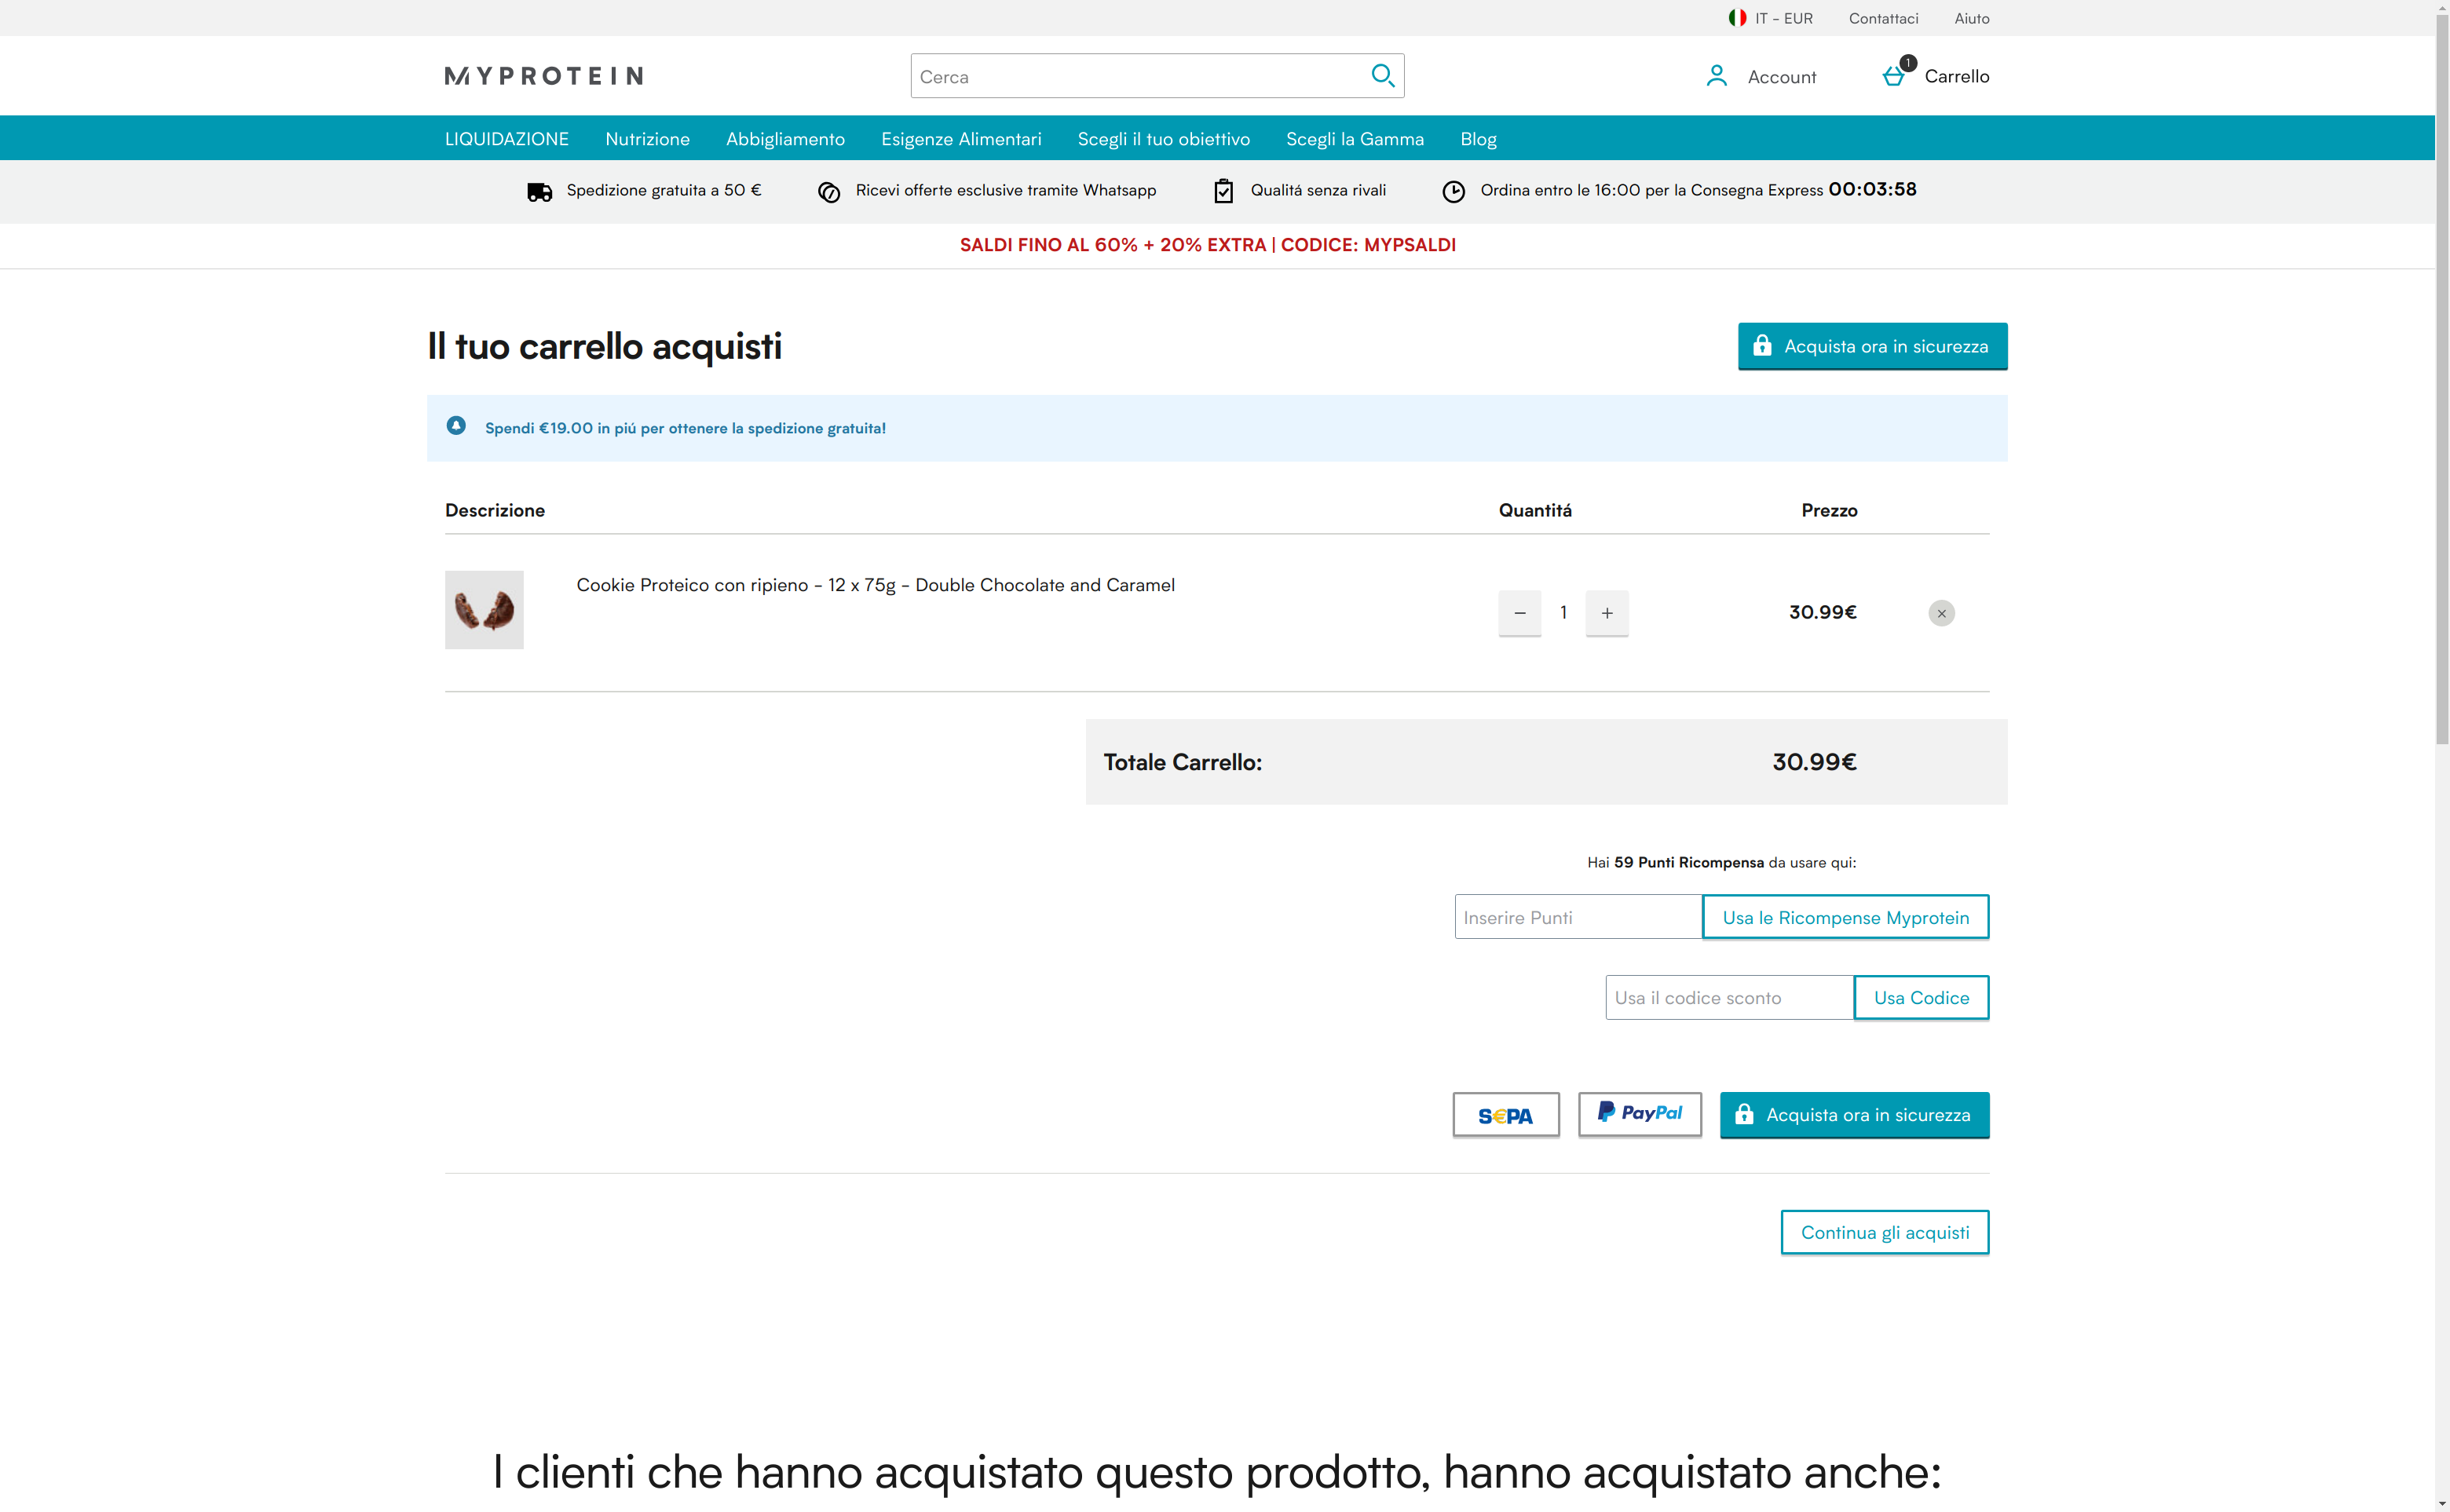 IT - EUR Contattaci Aiuto
MYPROTEIN Cerca Account 1 Carrello
LIQUIDAZIONE Nutrizione Abbigliamento Esigenze Alimentari Scegli il tuo obiettivo Scegli la Gamma Blog
Spedizione gratuita a 50 € Ricevi offerte esclusive tramite Whatsapp Qualitá senza rivali Ordina entro le 16:00 per la Consegna Express 00:03:58
SALDI FINO AL 60% + 20% EXTRA | CODICE: MYPSALDI
Il tuo carrello acquisti Acquista ora in sicurezza
Spendi €19.00 in piú per ottenere la spedizione gratuita!
Descrizione Quantitá Prezzo
Cookie Proteico con ripieno - 12 x 75g - Double Chocolate and Caramel
− 1 + 30.99€ ×
Totale Carrello: 30.99€
Hai 59 Punti Ricompensa da usare qui:
Inserire Punti Usa le Ricompense Myprotein
Usa il codice sconto Usa Codice
S€PA PayPal Acquista ora in sicurezza
Continua gli acquisti
I clienti che hanno acquistato questo prodotto, hanno acquistato anche: